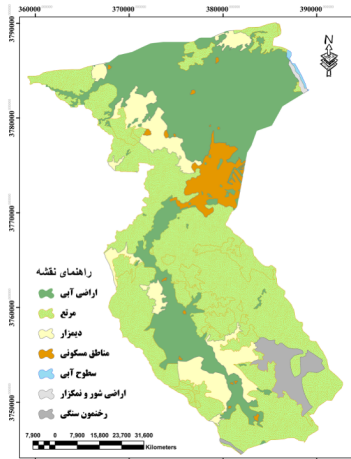 360000 370000 380000 390000
N
3790000
3780000
3770000
3760000
3750000
راهنمای نقشه
اراضی آبی
مرتع
دیمزار
مناطق مسکونی
سطوح آبی
اراضی شور و نمکزار
رخنمون سنگی
7,900 0 7,900 15,800 23,700 31,600
Kilometers